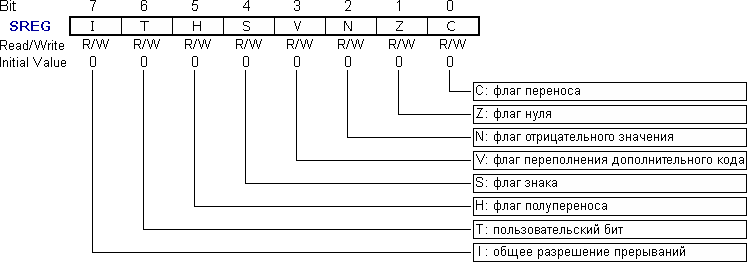 Bit 7 6 5 4 3 2 1 0
SREG I T H S V N Z C
Read/Write R/W R/W R/W R/W R/W R/W R/W R/W
Initial Value 0 0 0 0 0 0 0 0
C: флаг переноса
Z: флаг нуля
N: флаг отрицательного значения
V: флаг переполнения дополнительного кода
S: флаг знака
H: флаг полупереноса
T: пользовательский бит
I: общее разрешение прерываний